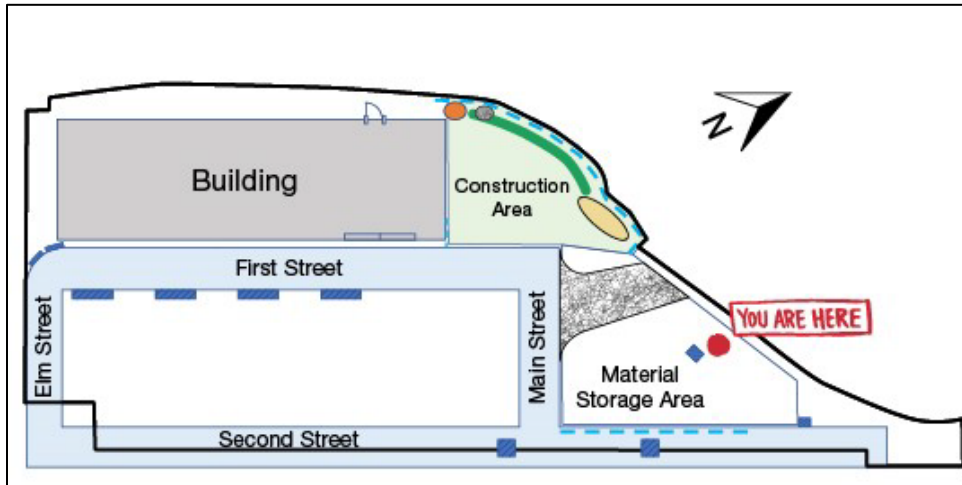 Building
Construction
Area
N
First Street
YOU ARE HERE
Elm Street
Main Street
Material
Storage Area
Second Street